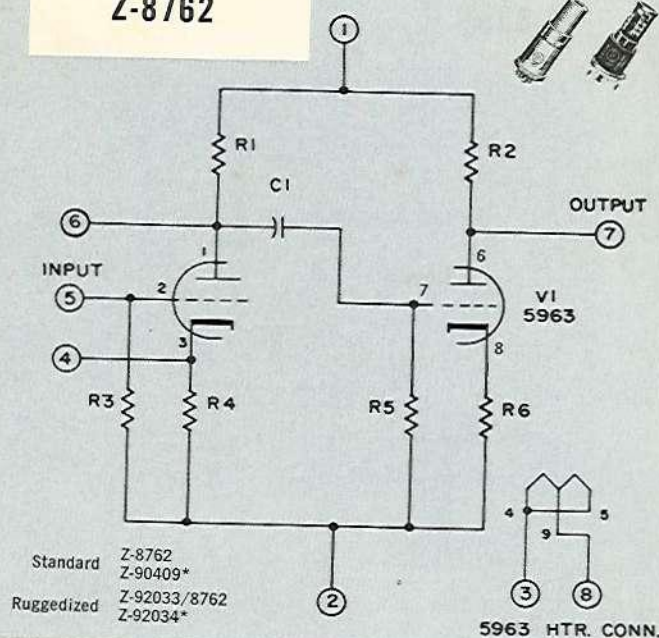 Z-8762
1
R1
R2
C1
6
OUTPUT
7
1
6
INPUT
5
2
7
V1
5963
3
8
4
R3
R4
R5
R6
4
5
9
Standard Z-8762
Z-90409*
Ruggedized Z-92033/8762
Z-92034*
2
3
8
5963 HTR. CONN